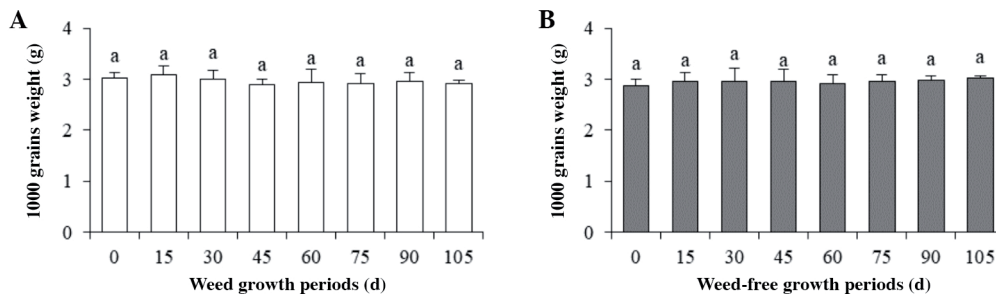 A
1000 grains weight (g)
4
3
2
1
0
a a a a a a a a
0 15 30 45 60 75 90 105
Weed growth periods (d)
B
1000 grains weight (g)
4
3
2
1
0
a a a a a a a a
0 15 30 45 60 75 90 105
Weed-free growth periods (d)